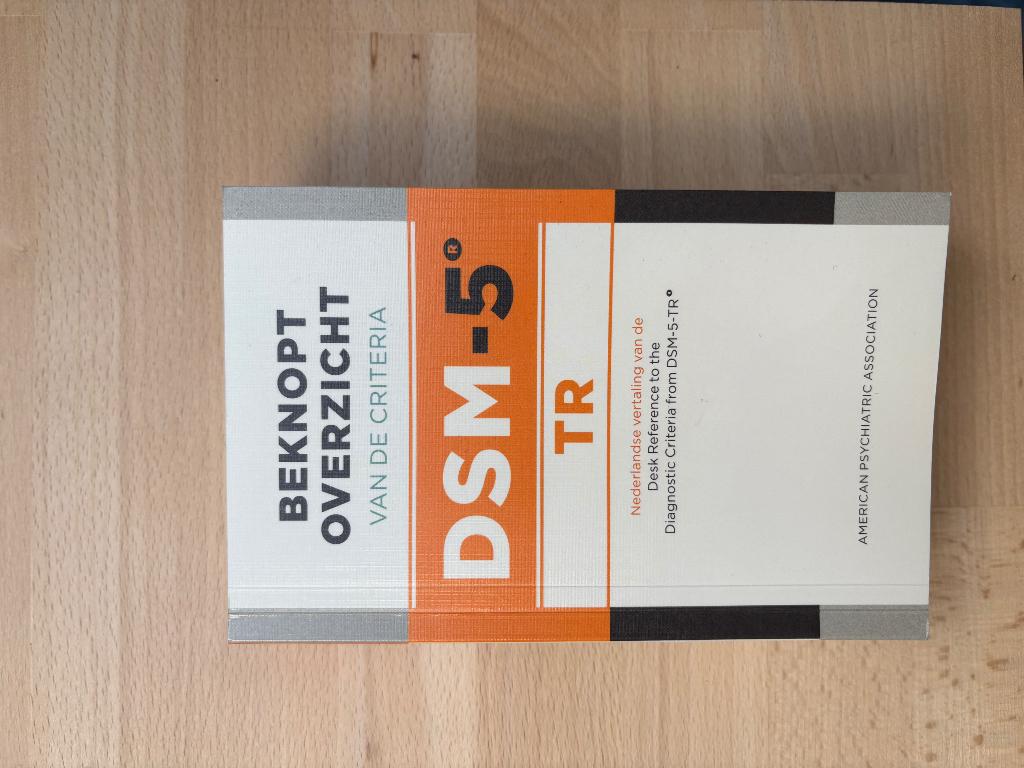 BEKNOPT
OVERZICHT
VAN DE CRITERIA
DSM-5®
TR
Nederlandse vertaling van de
Desk Reference to the
Diagnostic Criteria from DSM-5-TR®
AMERICAN PSYCHIATRIC ASSOCIATION